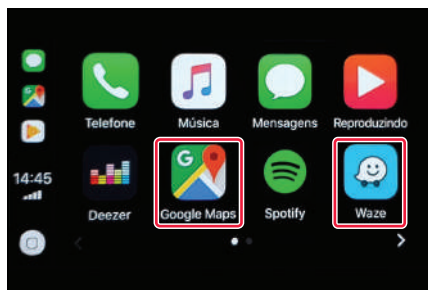 Telefone
Música
Mensagens
Reproduzindo
14:45
Deezer
G
Google Maps
Spotify
Waze